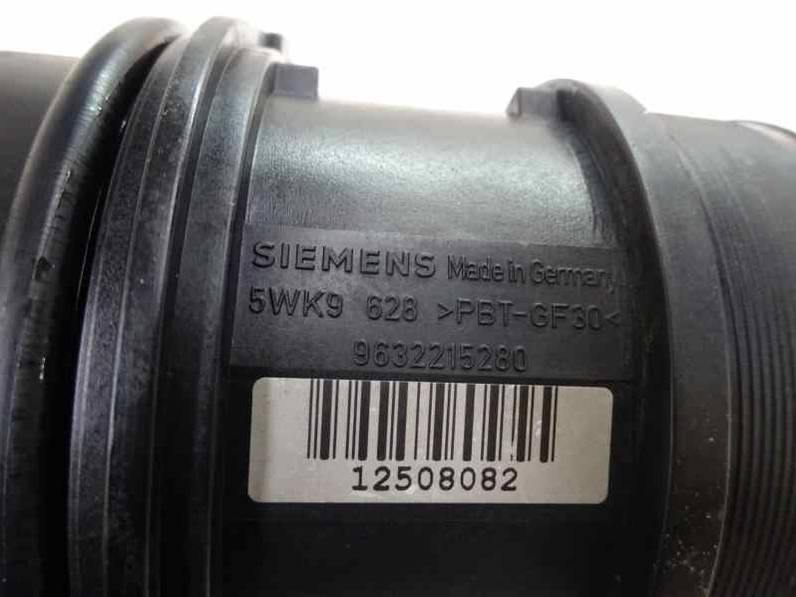 SIEMENS Made in Germany
5WK9 628 >PBT-GF30<
9632215280
12508082